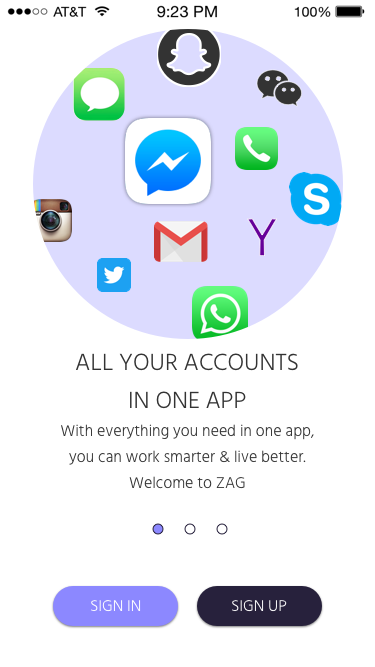 AT&T 9:23 PM 100%
S
Y
ALL YOUR ACCOUNTS
IN ONE APP
With everything you need in one app,
you can work smarter & live better.
Welcome to ZAG
SIGN IN SIGN UP